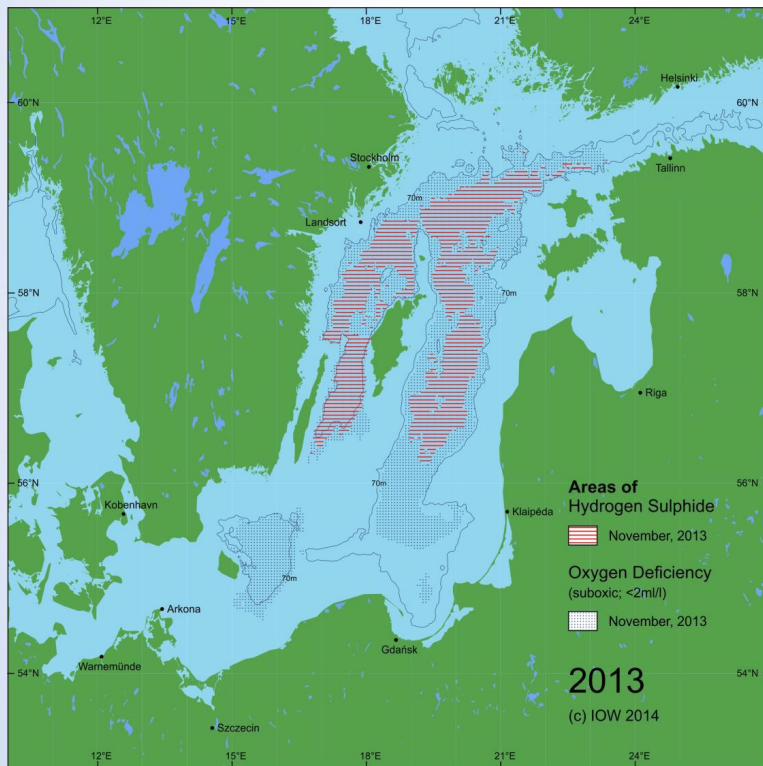 12°E
15°E
18°E
21°E
24°E
Helsinki
60°N
60°N
Stockholm
Tallinn
70m
Landsort
58°N
70m
58°N
Riga
70m
56°N
56°N
Areas of
Hydrogen Sulphide
Kobenhavn
Klaipéda
November, 2013
Oxygen Deficiency
70m
(suboxic; <2ml/l)
Arkona
November, 2013
Gdańsk
Warnemünde
54°N
54°N
2013
(c) IOW 2014
Szczecin
12°E
15°E
18°E
21°E
24°E